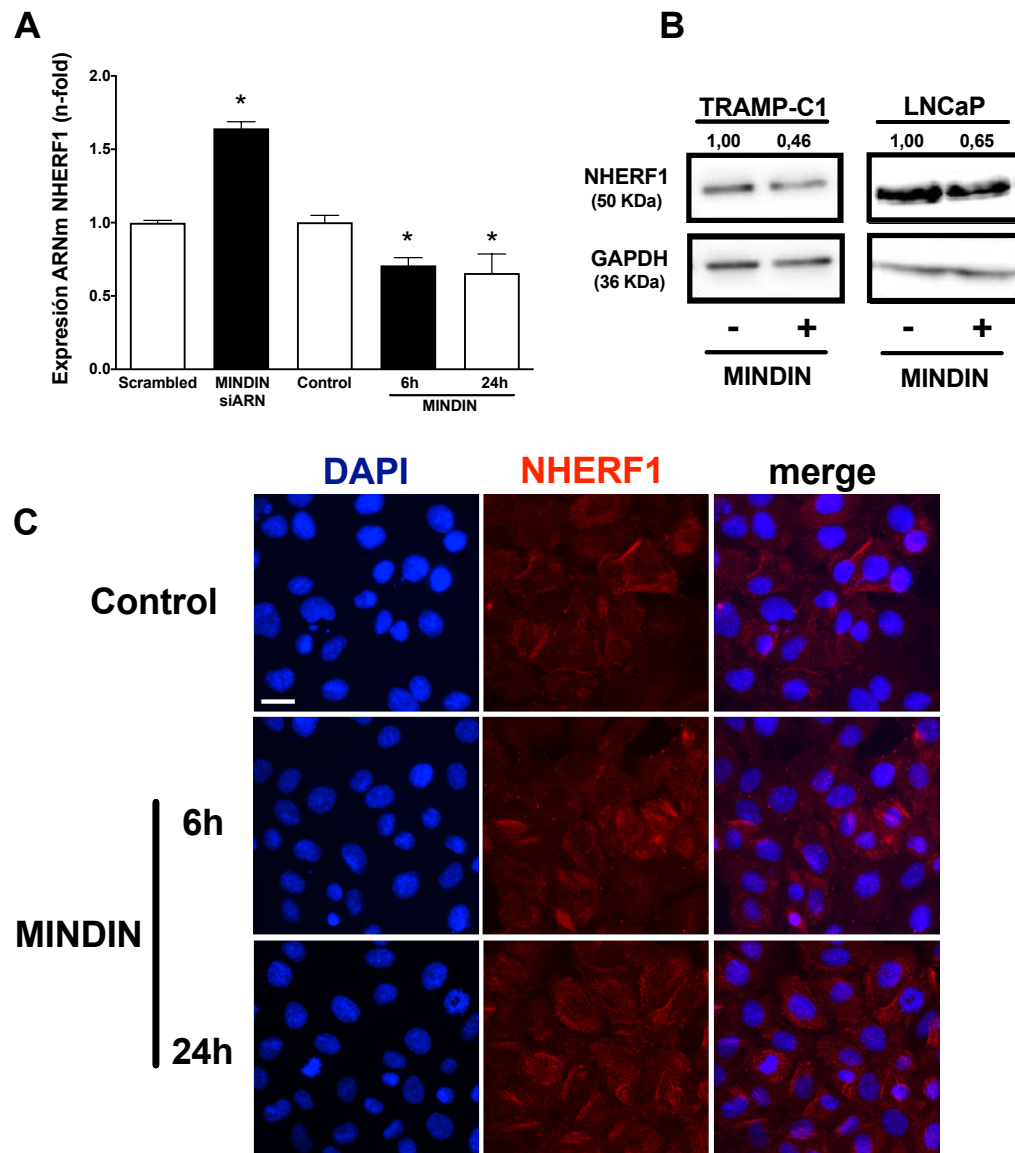 A
Expresión ARNm NHERF1 (n-fold)
2.0
1.5
1.0
0.5
0.0
*
*
*
Scrambled
MINDIN
siARN
Control
6h
24h
MINDIN
B
TRAMP-C1
LNCaP
1,00
0,46
1,00
0,65
NHERF1
(50 KDa)
GAPDH
(36 KDa)
-
+
-
+
MINDIN
MINDIN
C
DAPI
NHERF1
merge
Control
6h
MINDIN
24h